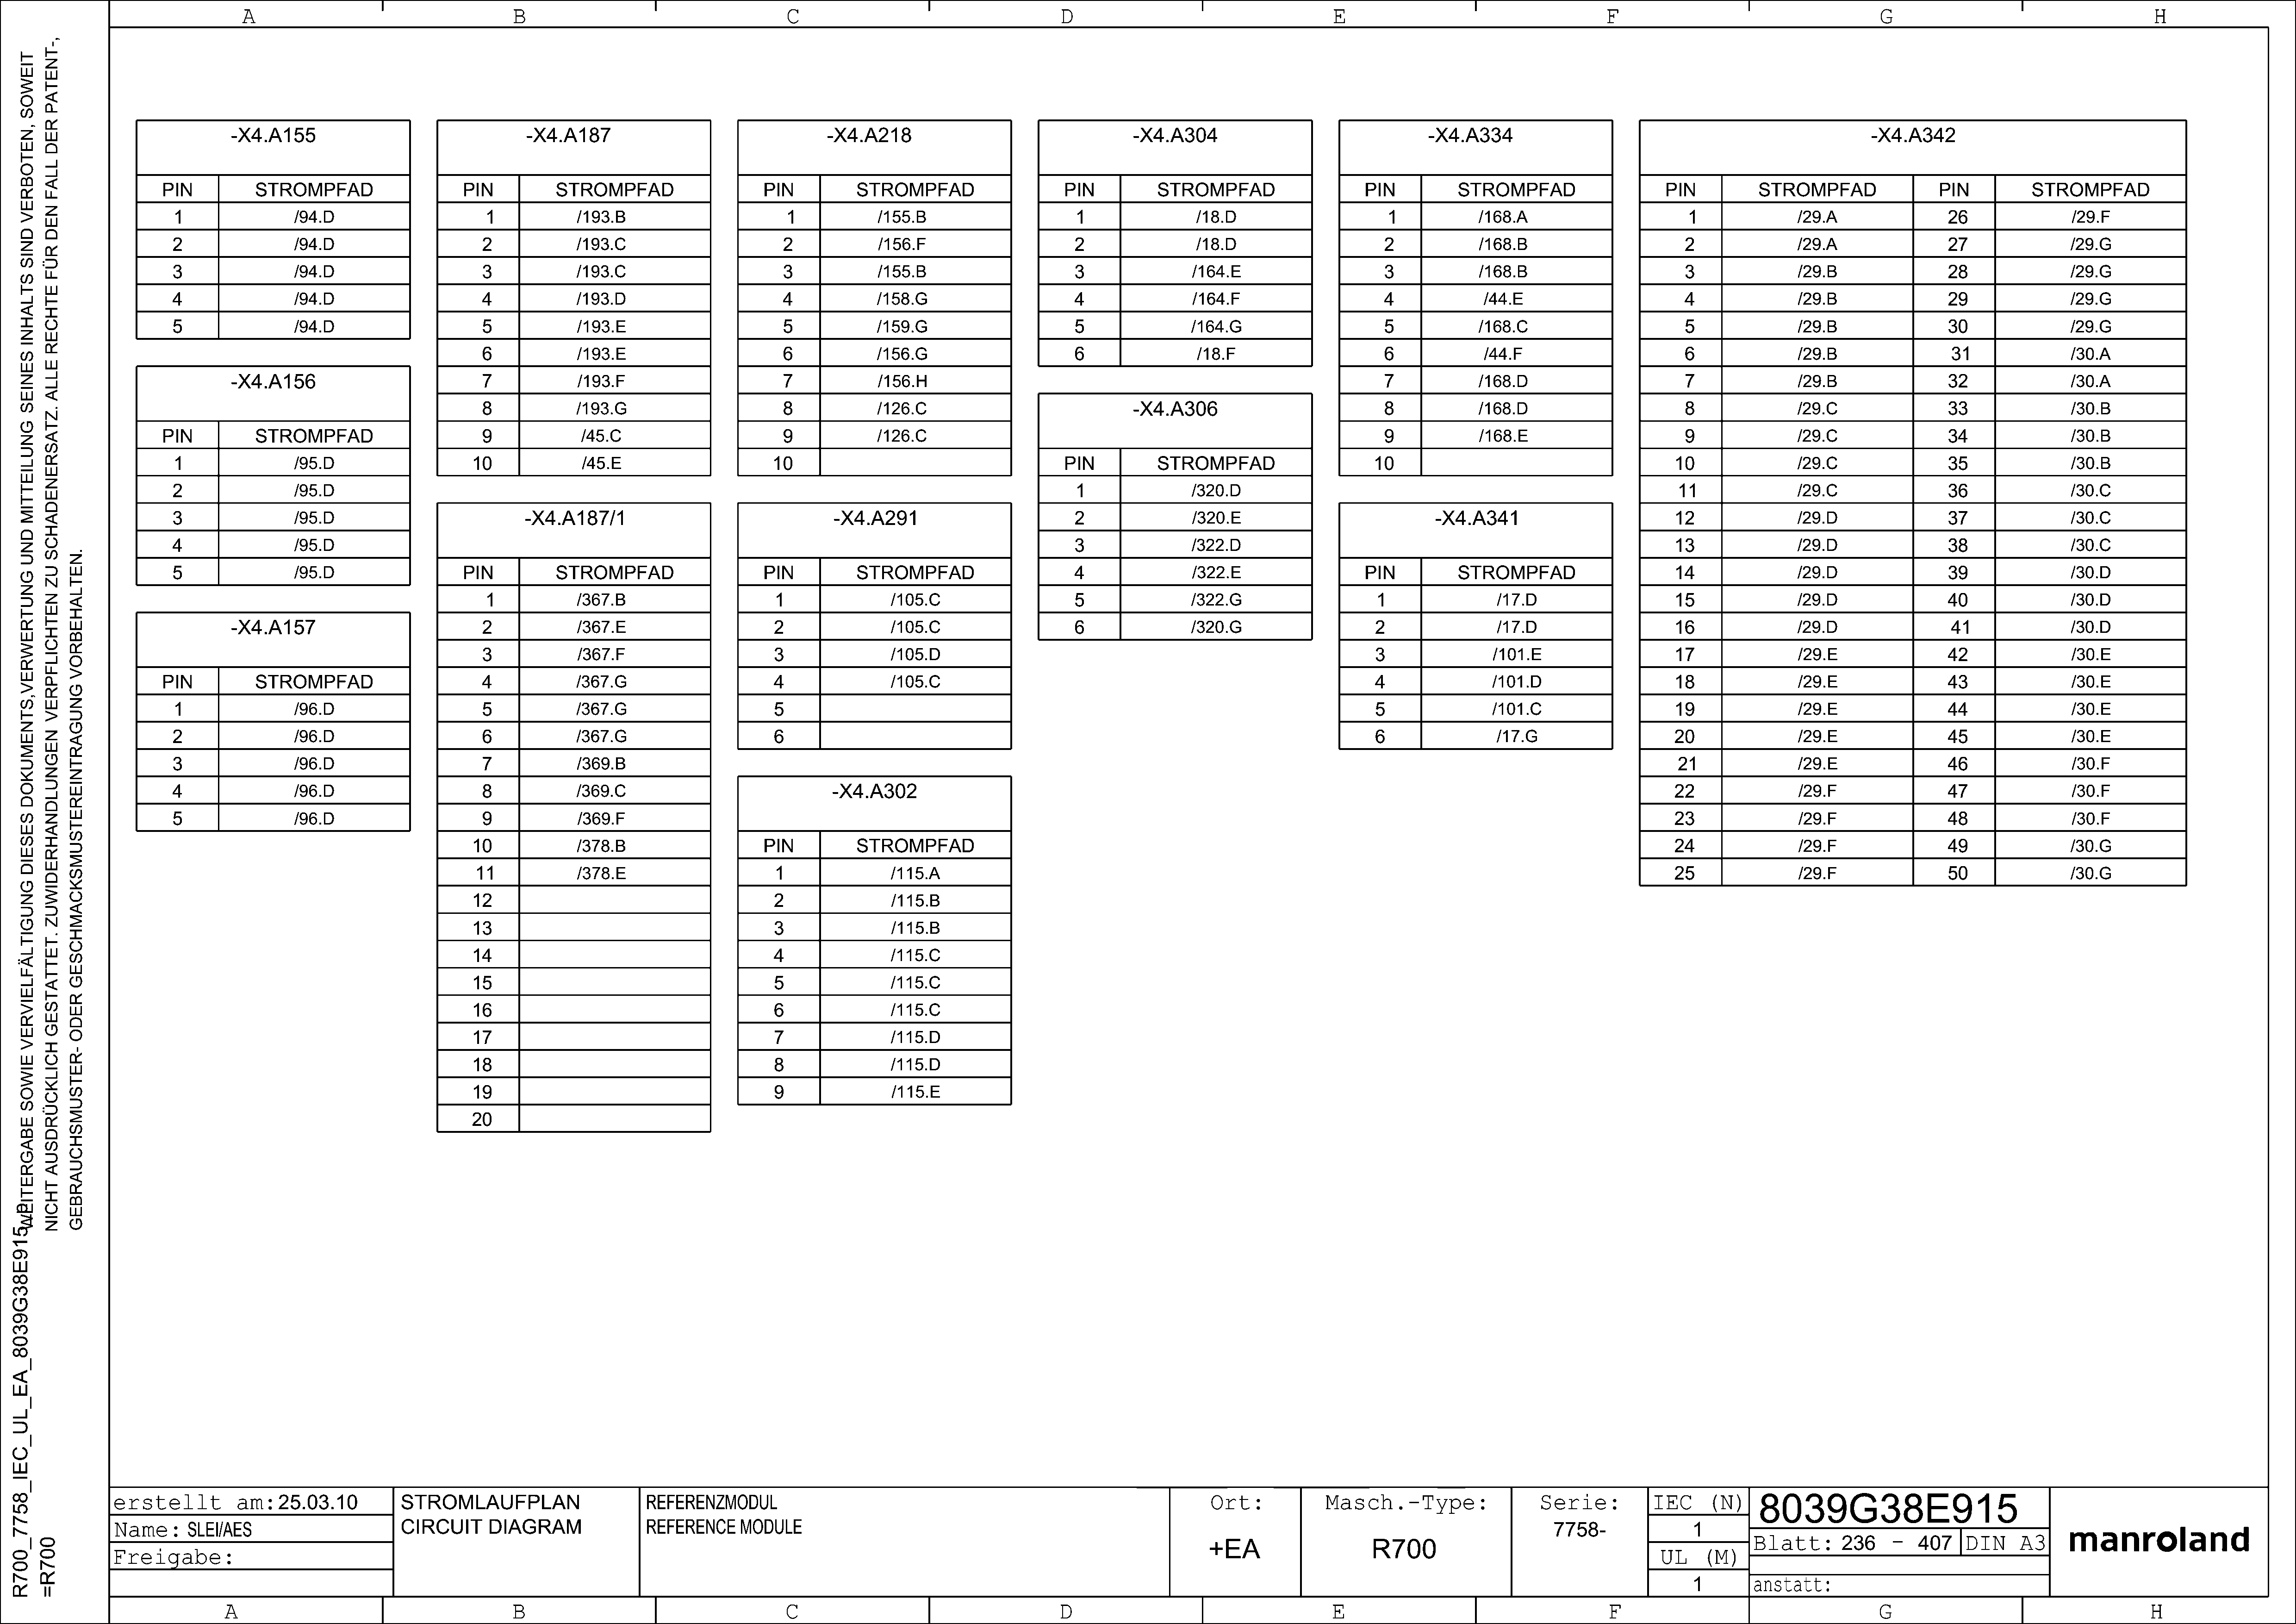 A B C D E F G H
WEITERGABE SOWIE VERVIELFÄLTIGUNG DIESES DOKUMENTS,VERWERTUNG UND MITTEILUNG SEINES INHALTS SIND VERBOTEN, SOWEIT
NICHT AUSDRÜCKLICH GESTATTET. ZUWIDERHANDLUNGEN VERPFLICHTEN ZU SCHADENERSATZ. ALLE RECHTE FÜR DEN FALL DER PATENT-,
GEBRAUCHSMUSTER- ODER GESCHMACKSMUSTEREINTRAGUNG VORBEHALTEN.
-X4.A155
PIN STROMPFAD
1 /94.D
2 /94.D
3 /94.D
4 /94.D
5 /94.D
-X4.A156
PIN STROMPFAD
1 /95.D
2 /95.D
3 /95.D
4 /95.D
5 /95.D
-X4.A157
PIN STROMPFAD
1 /96.D
2 /96.D
3 /96.D
4 /96.D
5 /96.D
-X4.A187
PIN STROMPFAD
1 /193.B
2 /193.C
3 /193.C
4 /193.D
5 /193.E
6 /193.E
7 /193.F
8 /193.G
9 /45.C
10 /45.E
-X4.A187/1
PIN STROMPFAD
1 /367.B
2 /367.E
3 /367.F
4 /367.G
5 /367.G
6 /367.G
7 /369.B
8 /369.C
9 /369.F
10 /378.B
11 /378.E
12
13
14
15
16
17
18
19
20
-X4.A218
PIN STROMPFAD
1 /155.B
2 /156.F
3 /155.B
4 /158.G
5 /159.G
6 /156.G
7 /156.H
8 /126.C
9 /126.C
10
-X4.A291
PIN STROMPFAD
1 /105.C
2 /105.C
3 /105.D
4 /105.C
5
6
-X4.A302
PIN STROMPFAD
1 /115.A
2 /115.B
3 /115.B
4 /115.C
5 /115.C
6 /115.C
7 /115.D
8 /115.D
9 /115.E
-X4.A304
PIN STROMPFAD
1 /18.D
2 /18.D
3 /164.E
4 /164.F
5 /164.G
6 /18.F
-X4.A306
PIN STROMPFAD
1 /320.D
2 /320.E
3 /322.D
4 /322.E
5 /322.G
6 /320.G
-X4.A334
PIN STROMPFAD
1 /168.A
2 /168.B
3 /168.B
4 /44.E
5 /168.C
6 /44.F
7 /168.D
8 /168.D
9 /168.E
10
-X4.A341
PIN STROMPFAD
1 /17.D
2 /17.D
3 /101.E
4 /101.D
5 /101.C
6 /17.G
-X4.A342
PIN STROMPFAD PIN STROMPFAD
1 /29.A 26 /29.F
2 /29.A 27 /29.G
3 /29.B 28 /29.G
4 /29.B 29 /29.G
5 /29.B 30 /29.G
6 /29.B 31 /30.A
7 /29.B 32 /30.A
8 /29.C 33 /30.B
9 /29.C 34 /30.B
10 /29.C 35 /30.B
11 /29.C 36 /30.C
12 /29.D 37 /30.C
13 /29.D 38 /30.C
14 /29.D 39 /30.D
15 /29.D 40 /30.D
16 /29.D 41 /30.D
17 /29.E 42 /30.E
18 /29.E 43 /30.E
19 /29.E 44 /30.E
20 /29.E 45 /30.E
21 /29.E 46 /30.F
22 /29.F 47 /30.F
23 /29.F 48 /30.F
24 /29.F 49 /30.G
25 /29.F 50 /30.G
=R700
erstellt am: 25.03.10
Name: SLEI/AES
Freigabe:
STROMLAUFPLAN
CIRCUIT DIAGRAM
REFERENZMODUL
REFERENCE MODULE
Ort:
+EA
Masch.-Type:
R700
Serie:
7758-
IEC (N)
1
UL (M)
1
8039G38E915
Blatt: 236 - 407 DIN A3
anstatt:
manroland
A B C D E F G H